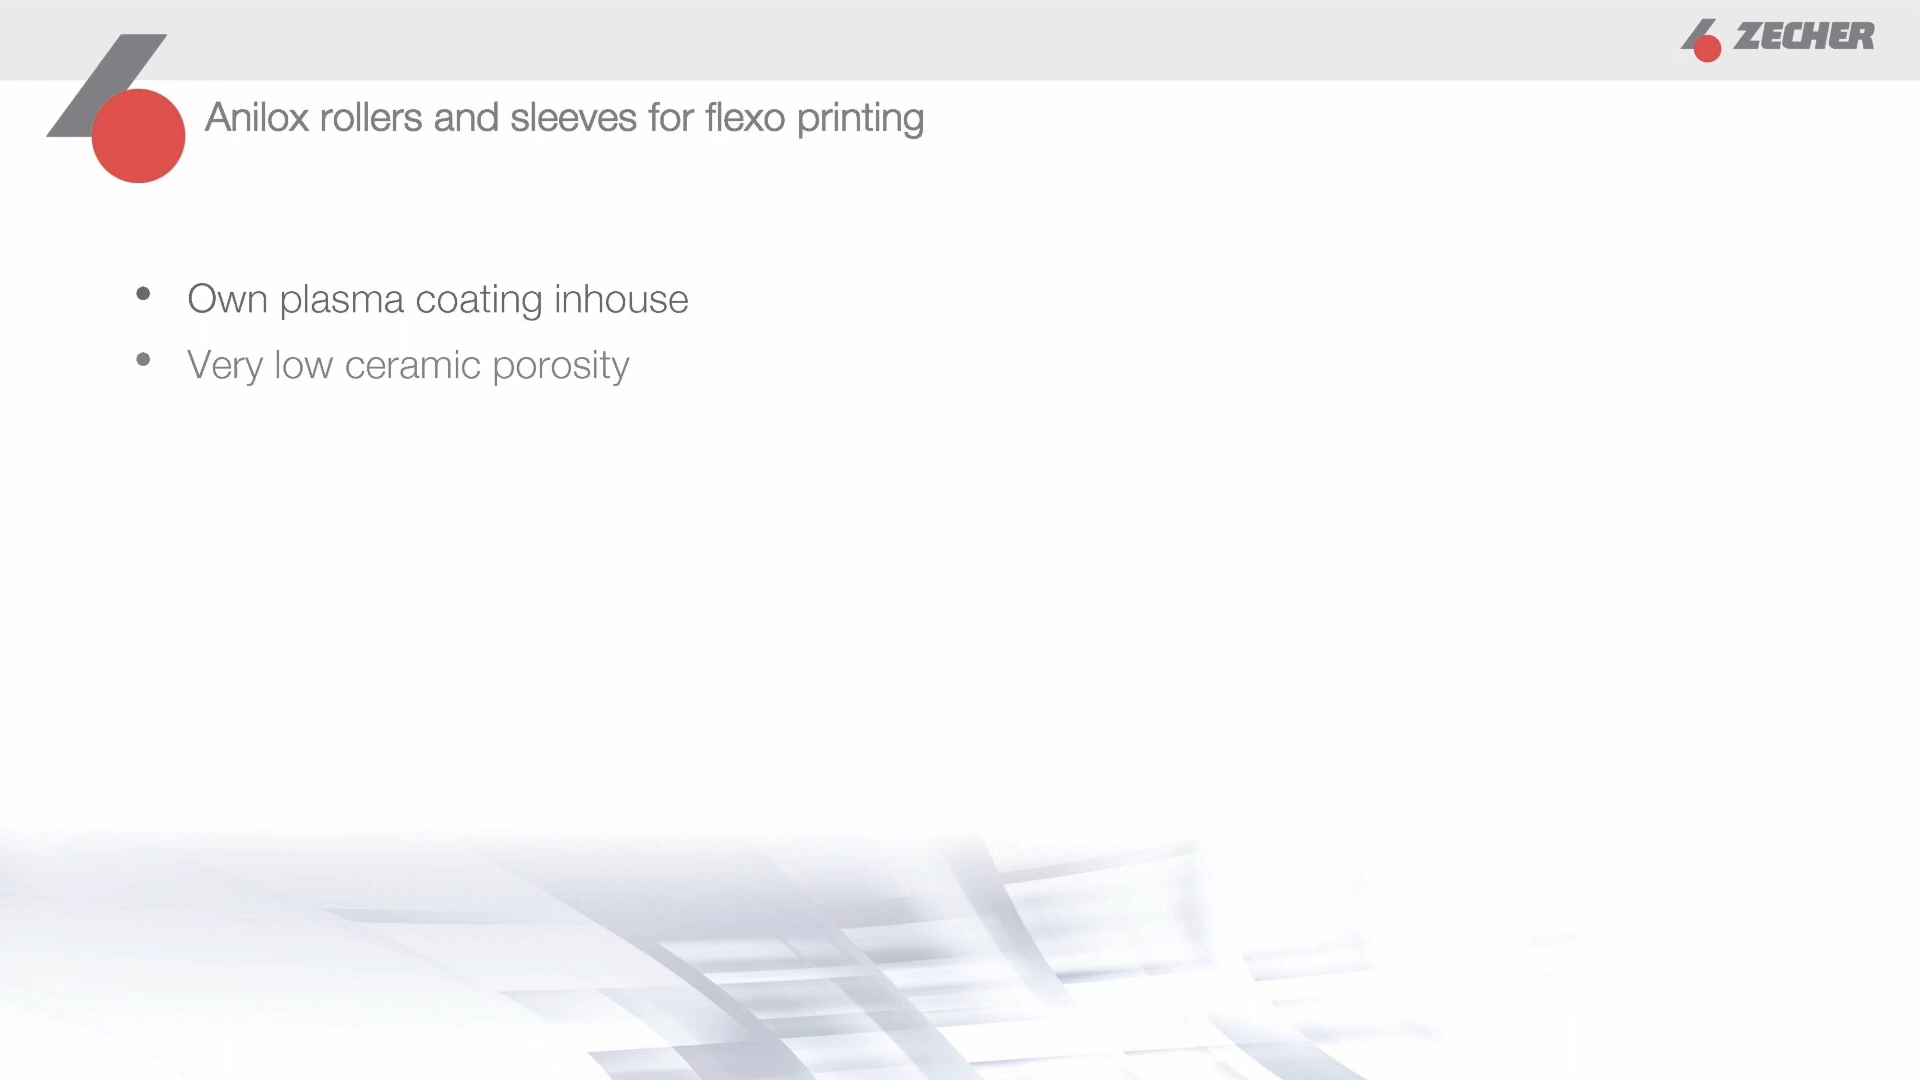 ZECHER
Anilox rollers and sleeves for flexo printing
• Own plasma coating inhouse
• Very low ceramic porosity